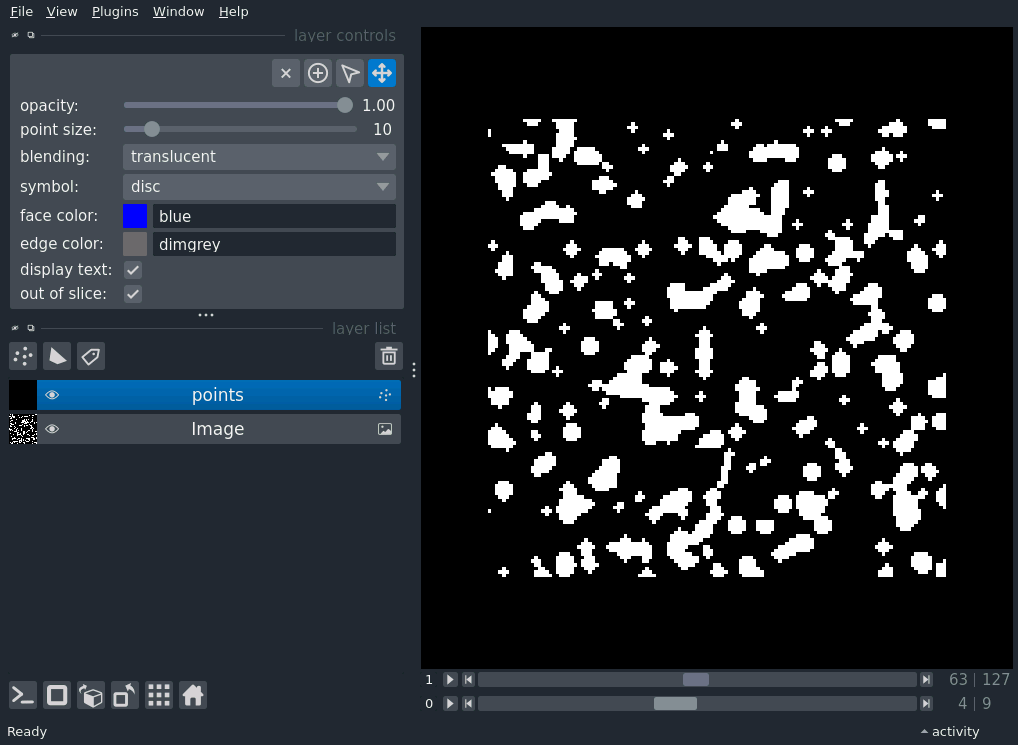 File View Plugins Window Help
layer controls
opacity: 1.00
point size: 10
blending: translucent
symbol: disc
face color: blue
edge color: dimgrey
display text:
out of slice:
layer list
points
Image
1 63 | 127
0 4 | 9
Ready activity